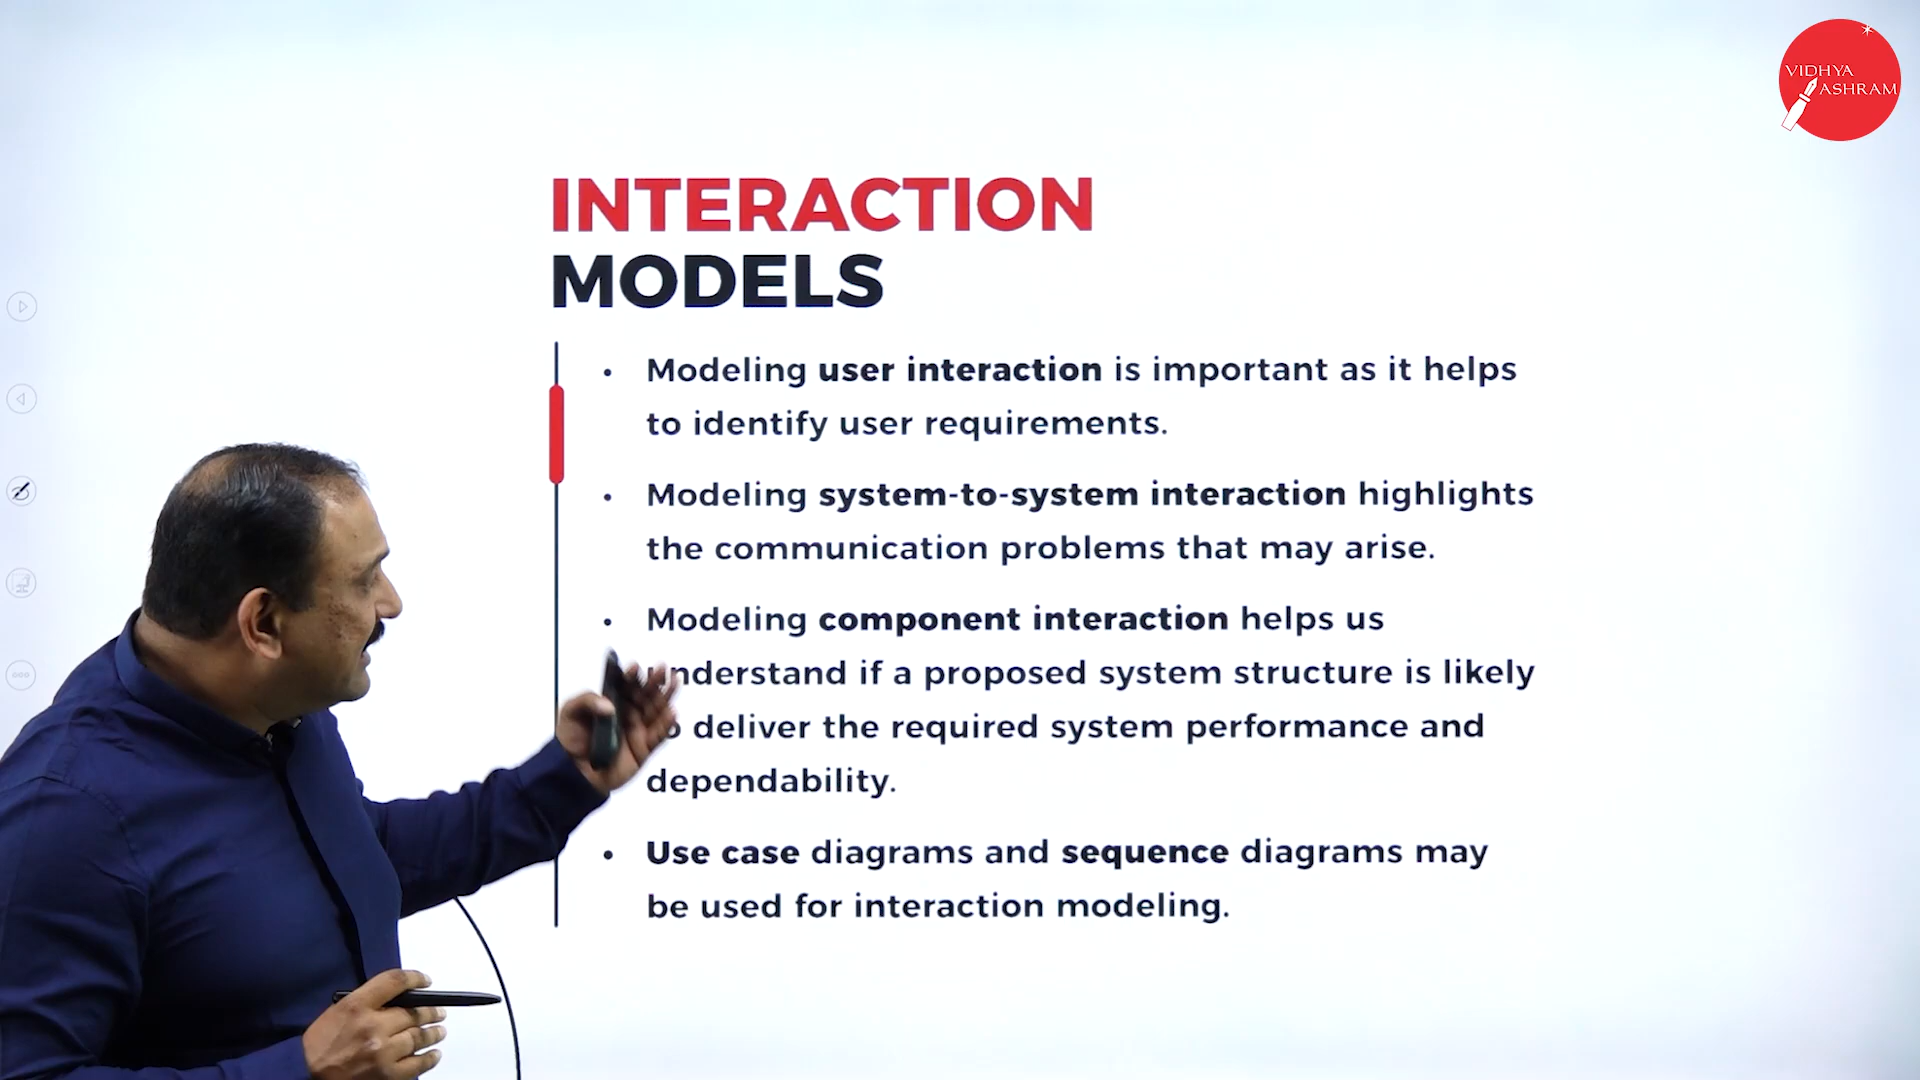 VIDHYA
ASHRAM
INTERACTION
MODELS
• Modeling user interaction is important as it helps
to identify user requirements.
• Modeling system-to-system interaction highlights
the communication problems that may arise.
• Modeling component interaction helps us
understand if a proposed system structure is likely
deliver the required system performance and
dependability.
• Use case diagrams and sequence diagrams may
be used for interaction modeling.